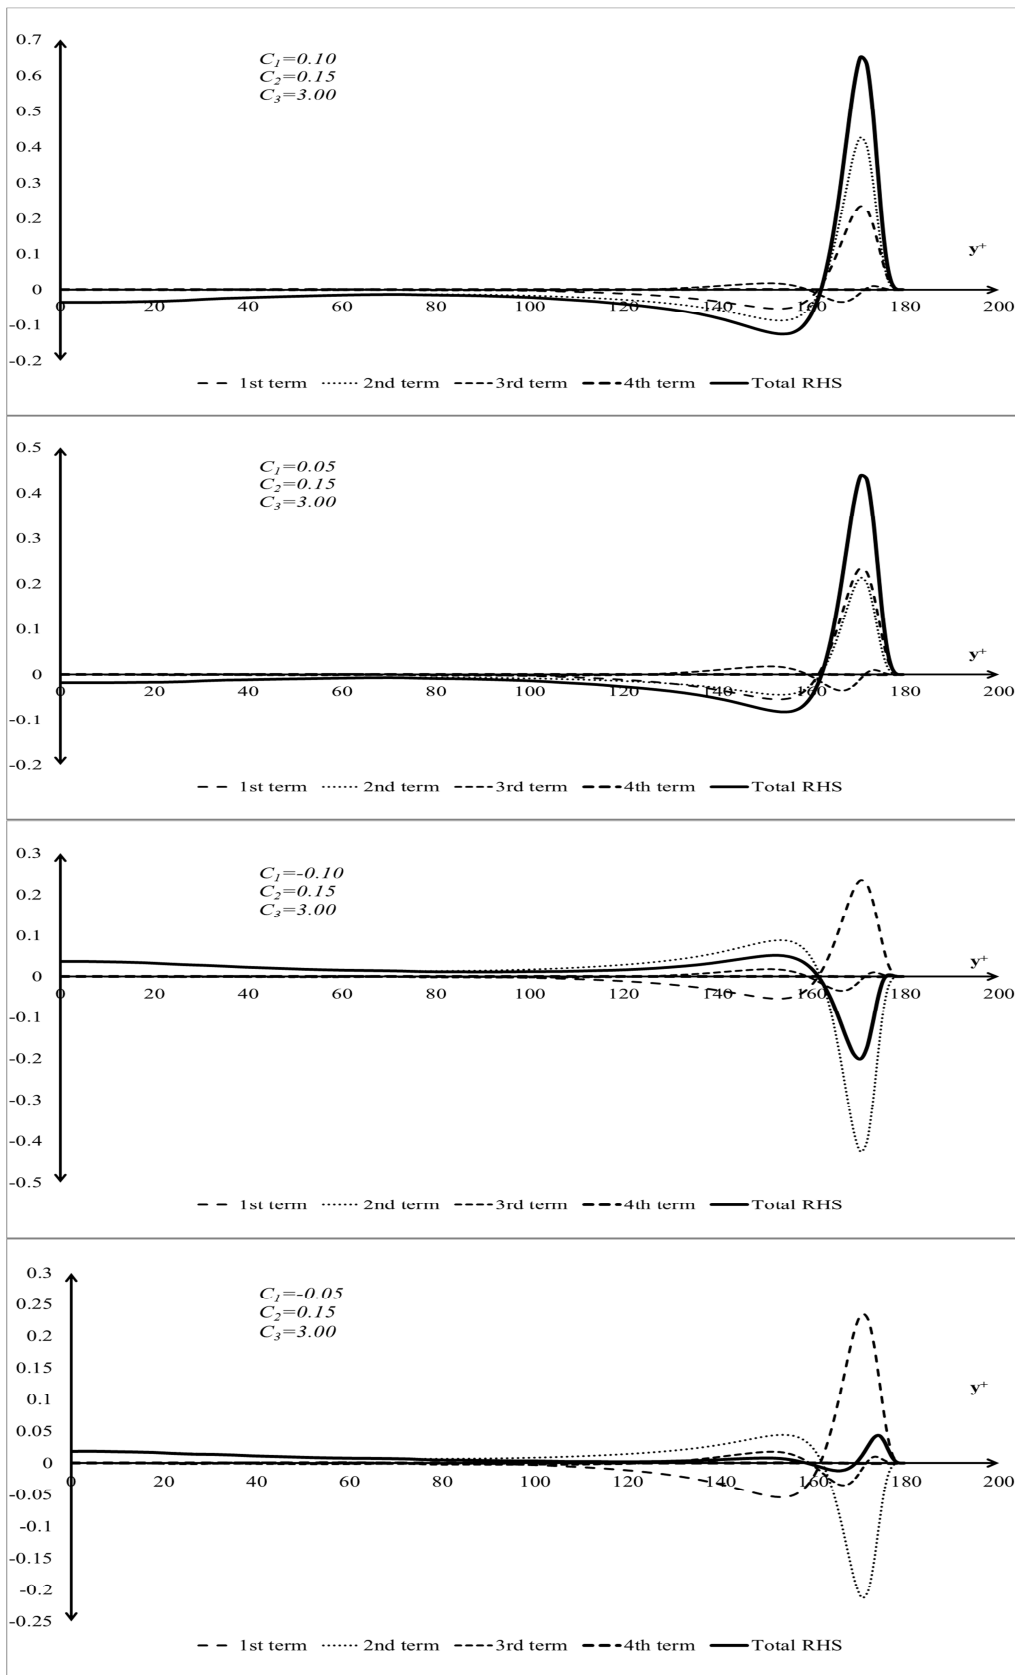 0.7
C1=0.10
0.6
C2=0.15
C3=3.00
0.5
0.4
0.3
0.2
y+
0.1
0
0 20 40 60 80 100 120 140 160 180 200
-0.1
-0.2
1st term 2nd term 3rd term 4th term Total RHS
0.5
C1=0.05
C2=0.15
0.4
C3=3.00
0.3
0.2
0.1
y+
0
0 20 40 60 80 100 120 140 160 180 200
-0.1
-0.2
1st term 2nd term 3rd term 4th term Total RHS
0.3
C1=-0.10
0.2
C2=0.15
C3=3.00
0.1
y+
0
0 20 40 60 80 100 120 140 160 180 200
-0.1
-0.2
-0.3
-0.4
-0.5
1st term 2nd term 3rd term 4th term Total RHS
0.3
C1=-0.05
0.25
C2=0.15
C3=3.00
0.2
0.15
y+
0.1
0.05
0
0 20 40 60 80 100 120 140 160 180 200
-0.05
-0.1
-0.15
-0.2
-0.25
1st term 2nd term 3rd term 4th term Total RHS